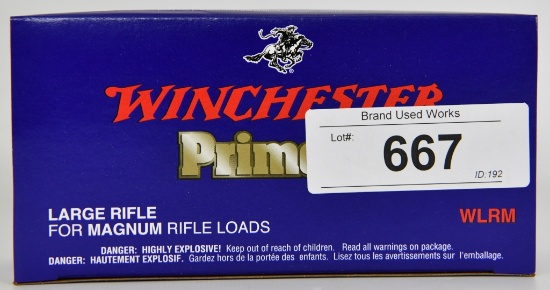 WINCHESTER
Prime
Brand Used Works
Lot#:
667
ID:192
LARGE RIFLE
FOR MAGNUM RIFLE LOADS
WLRM
DANGER: HIGHLY EXPLOSIVE! Keep out of reach of children. Read all warnings on package.
DANGER: HAUTEMENT EXPLOSIF. Gardez hors de la portée des enfants. Lisez tous les avertissements sur l'emballage.